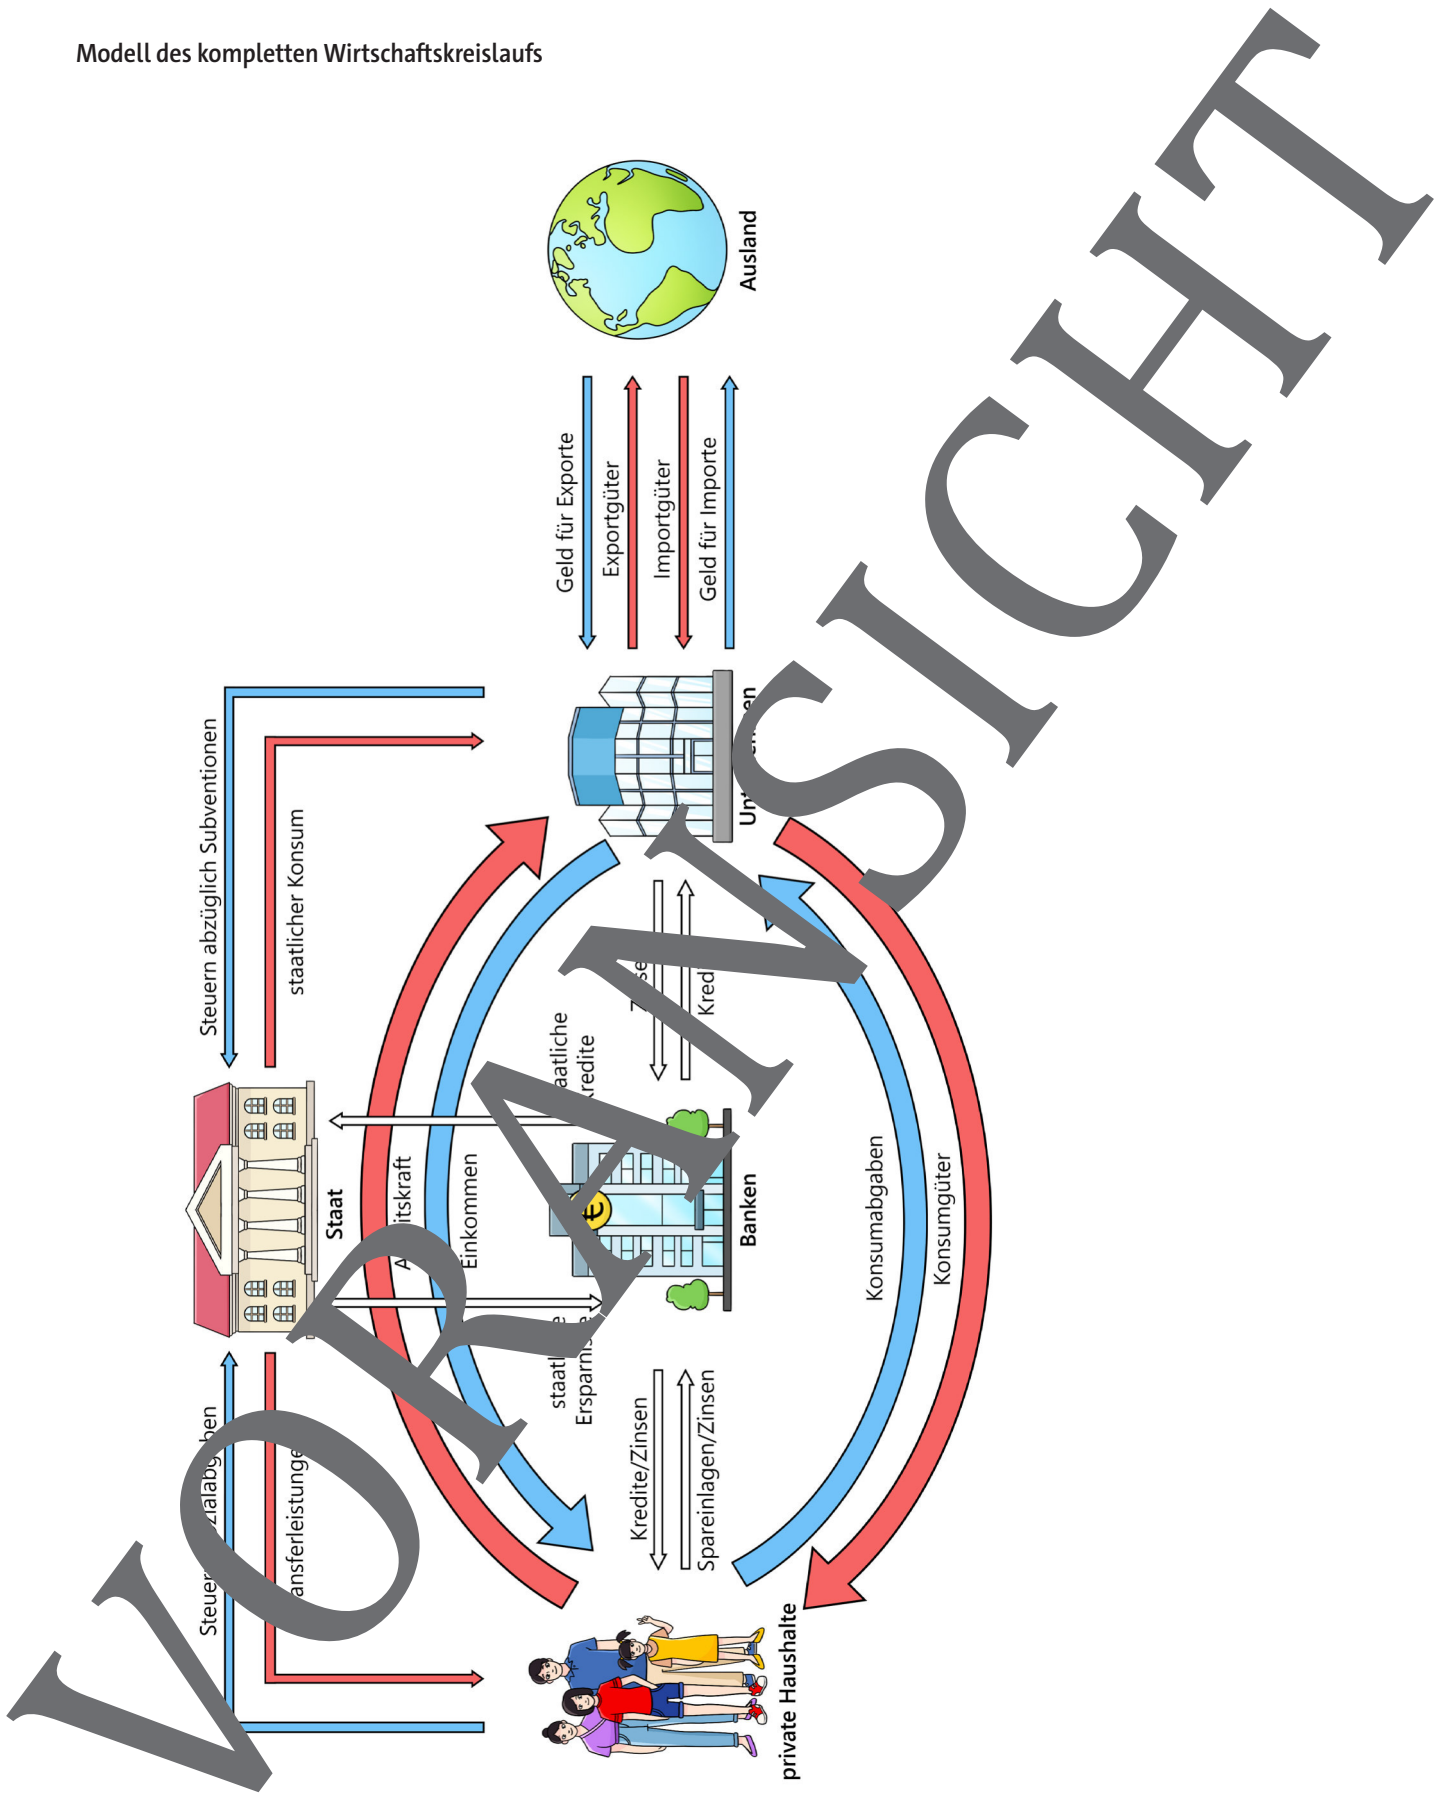 Modell des kompletten Wirtschaftskreislaufs
Steuern abzüglich Subventionen
staatlicher Konsum
Staat
Einkommen
Banken
Kredite/Zinsen
Spareinlagen/Zinsen
Konsumabgaben
Konsumgüter
private Haushalte
Geld für Exporte
Exportgüter
Importgüter
Geld für Importe
Ausland
VORANSICHT